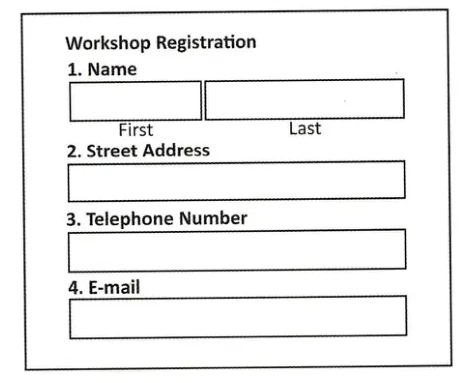 Workshop Registration
1. Name
First Last
2. Street Address
3. Telephone Number
4. E-mail